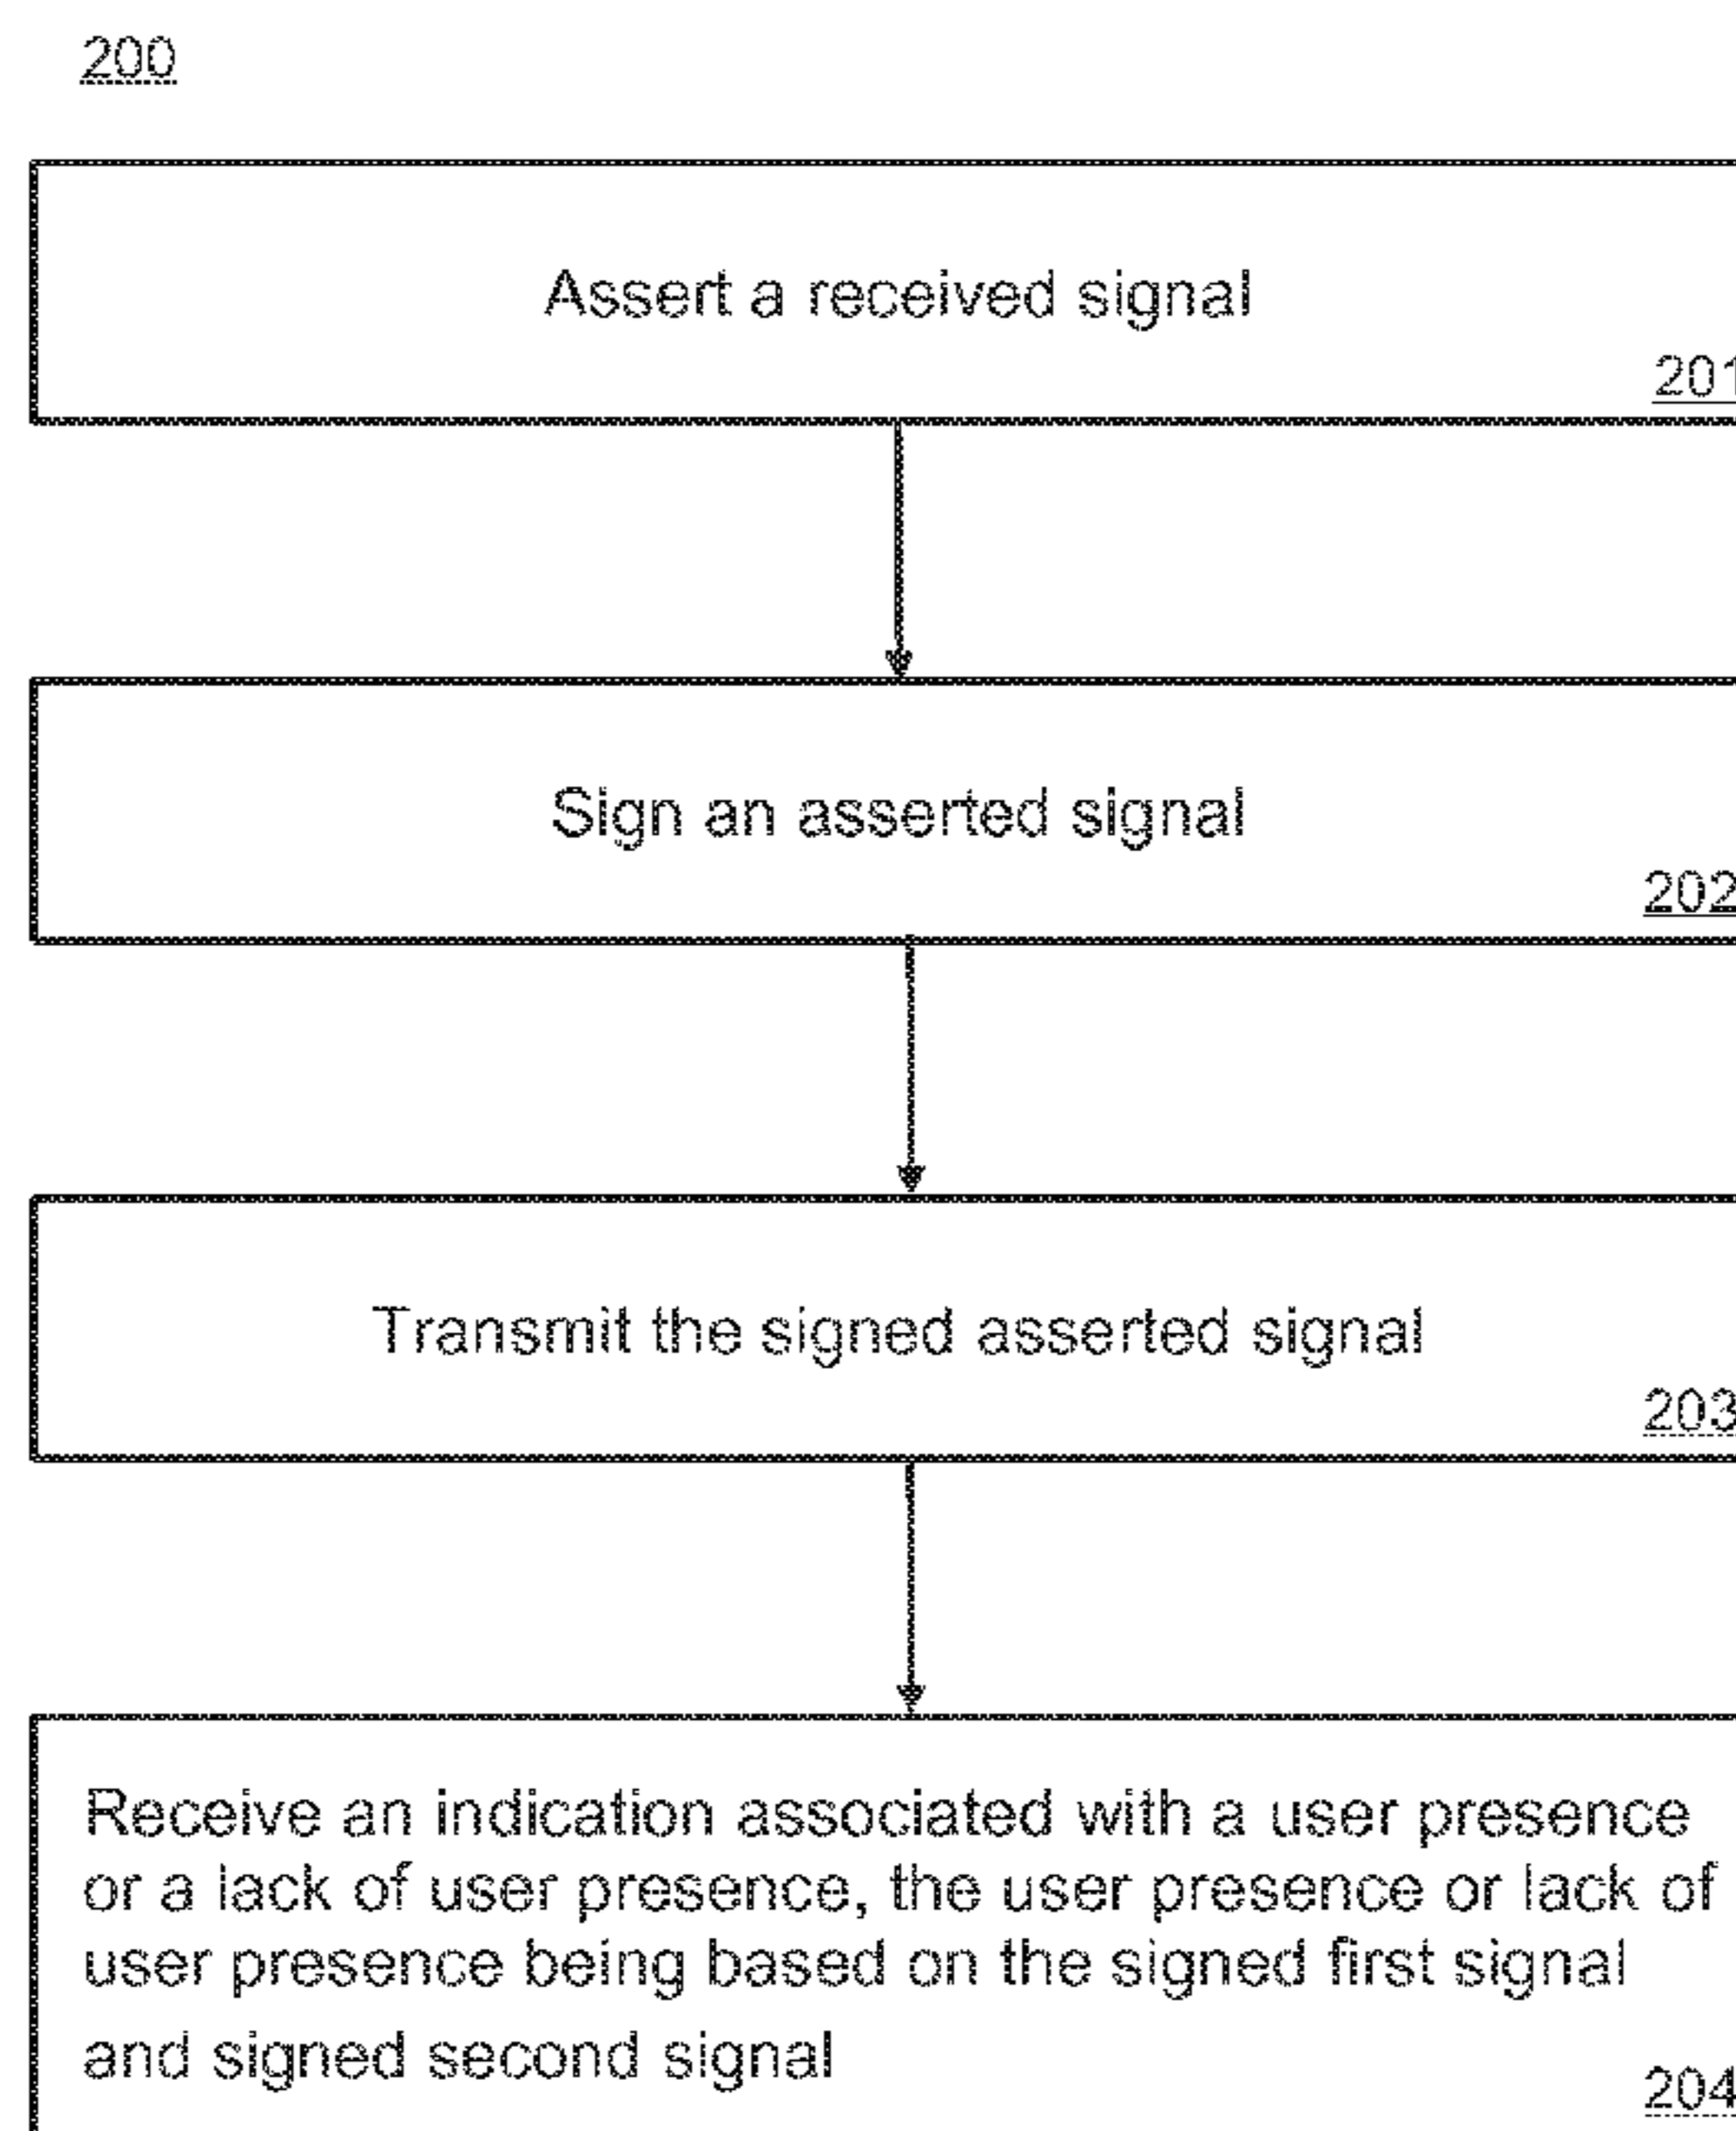 200
Assert a received signal
201
Sign an asserted signal
202
Transmit the signed asserted signal
203
Receive an indication associated with a user presence
or a lack of user presence, the user presence or lack of
user presence being based on the signed first signal
and signed second signal
204